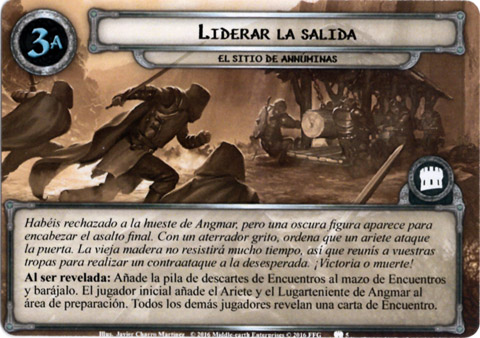 3A
Liderar la salida
El sitio de Annúminas
Habéis rechazado a la hueste de Angmar, pero una oscura figura aparece para
encabezar el asalto final. Con un aterrador grito, ordena que un ariete ataque
la puerta. La vieja madera no resistirá mucho tiempo, así que reunís a vuestras
tropas para realizar un contraataque a la desesperada. ¡Victoria o muerte!
Al ser revelada: Añade la pila de descartes de Encuentros al mazo de Encuentros
y barájalo. El jugador inicial añade el Ariete y el Lugarteniente de Angmar al
área de preparación. Todos los demás jugadores revelan una carta de Encuentro.
Illus. Javier Charro Martínez © 2016 Middle-earth Enterprises © 2016 FFG 5